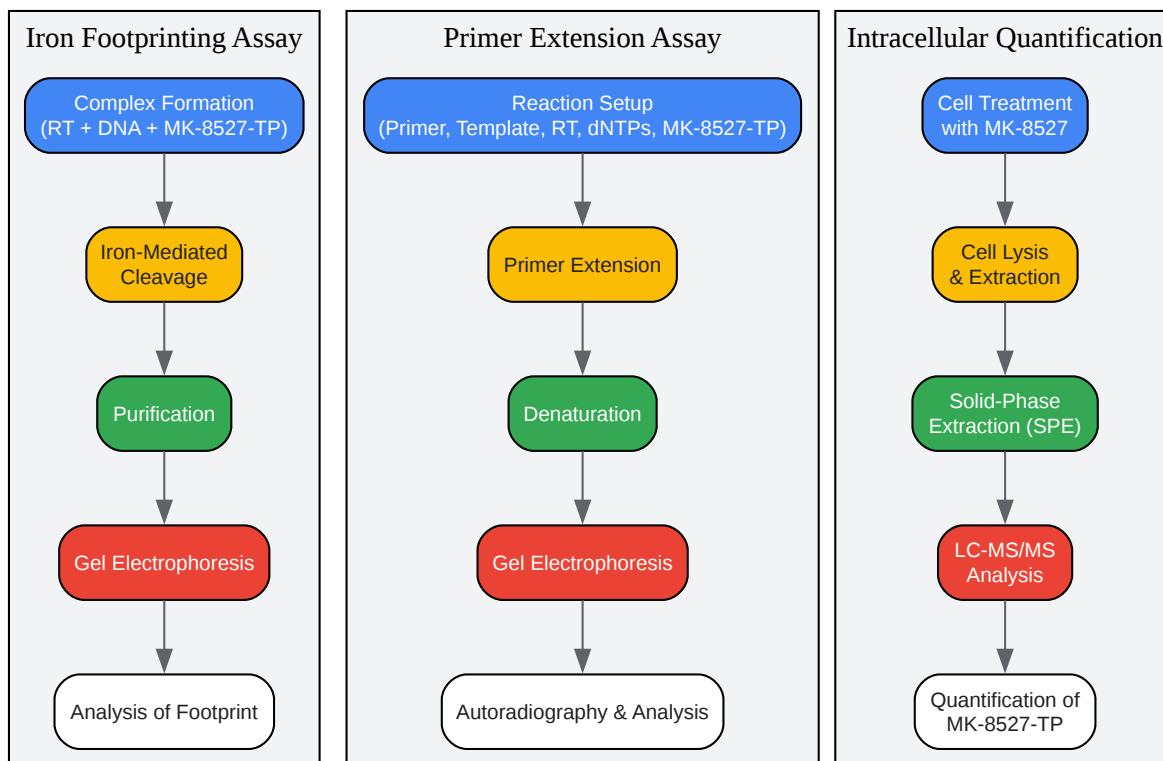 Iron Footprinting Assay
Complex Formation
(RT + DNA + MK-8527-TP)
Iron-Mediated
Cleavage
Purification
Gel Electrophoresis
Analysis of Footprint
Primer Extension Assay
Reaction Setup
(Primer, Template, RT, dNTPs, MK-8527-TP)
Primer Extension
Denaturation
Gel Electrophoresis
Autoradiography & Analysis
Intracellular Quantification
Cell Treatment
with MK-8527
Cell Lysis
& Extraction
Solid-Phase
Extraction (SPE)
LC-MS/MS
Analysis
Quantification of
MK-8527-TP